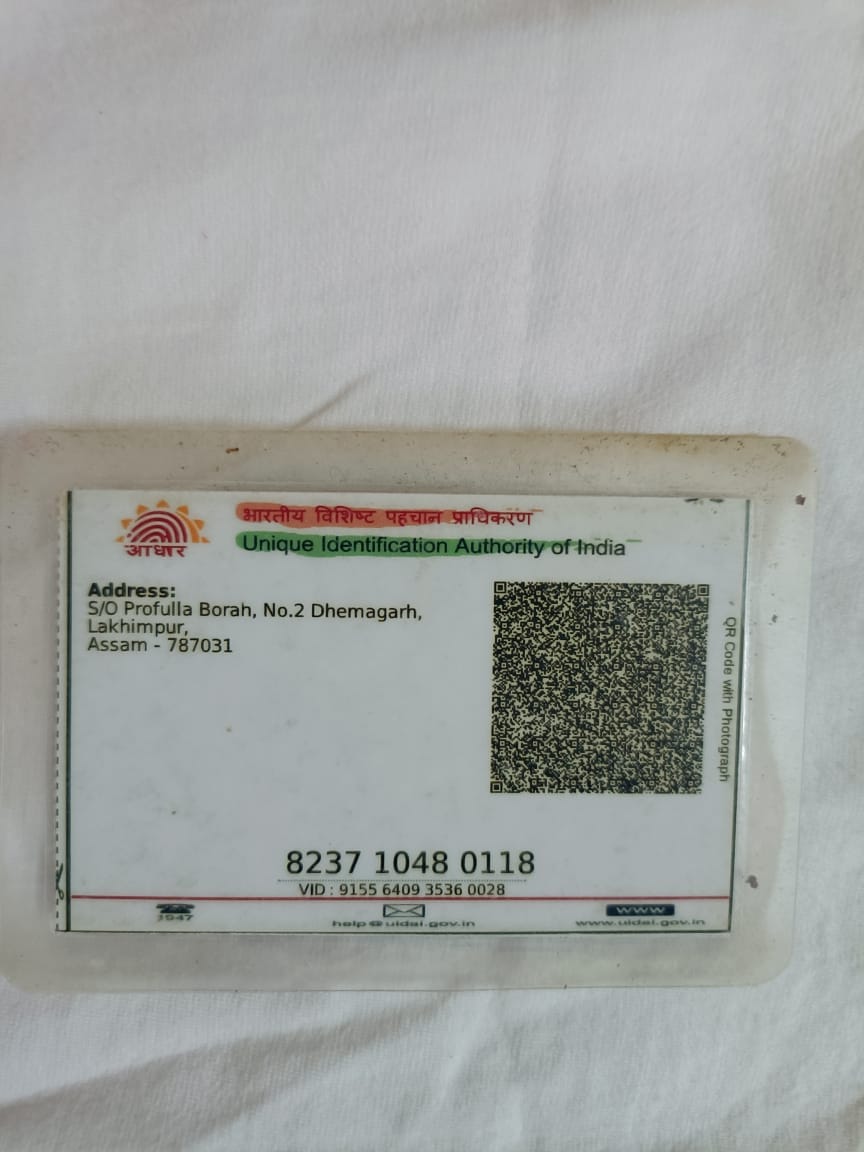 आधार
भारतीय विशिष्ट पहचान प्राधिकरण
Unique Identification Authority of India
Address:
S/O Profulla Borah, No.2 Dhemagarh,
Lakhimpur,
Assam - 787031
QR Code with Photograph
8237 1048 0118
VID : 9155 6409 3536 0028
1947
help@uidai.gov.in
WWW
www.uidai.gov.in